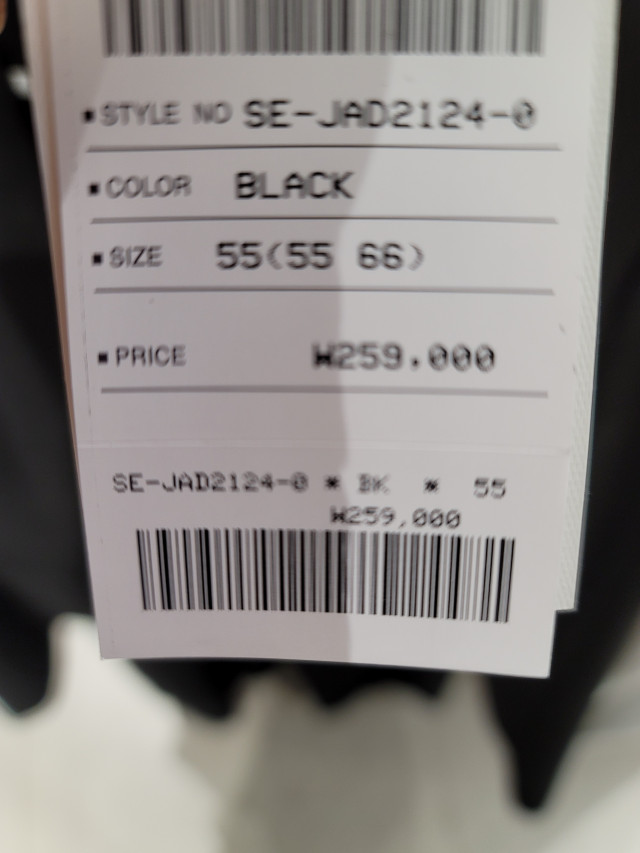 ▪STYLE NO SE-JAD2124-0
▪COLOR BLACK
▪SIZE 55(55 66)
▪PRICE ₩259.000
SE-JAD2124-0 * BK * 55
₩259,000